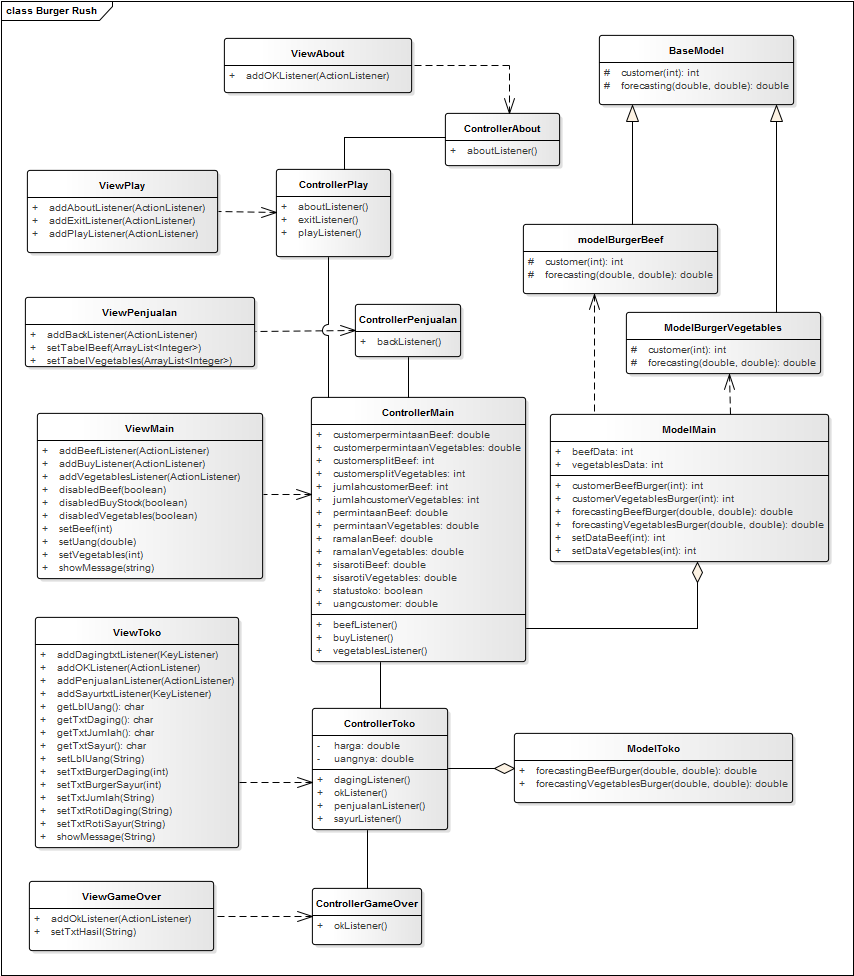 class Burger Rush
ViewAbout
+ addOKListener(ActionListener)
BaseModel
# customer(int): int
# forecasting(double, double): double
ControllerAbout
+ aboutListener()
ViewPlay
+ addAboutListener(ActionListener)
+ addExitListener(ActionListener)
+ addPlayListener(ActionListener)
ControllerPlay
+ aboutListener()
+ exitListener()
+ playListener()
modelBurgerBeef
# customer(int): int
# forecasting(double, double): double
ViewPenjualan
+ addBackListener(ActionListener)
+ setTabelBeef(ArrayList<Integer>)
+ setTabelVegetables(ArrayList<Integer>)
ControllerPenjualan
+ backListener()
ModelBurgerVegetables
# customer(int): int
# forecasting(double, double): double
ViewMain
+ addBeefListener(ActionListener)
+ addBuyListener(ActionListener)
+ addVegetablesListener(ActionListener)
+ disabledBeef(boolean)
+ disabledBuyStock(boolean)
+ disabledVegetables(boolean)
+ setBeef(int)
+ setUang(double)
+ setVegetables(int)
+ showMessage(string)
ControllerMain
+ customerpermintaanBeef: double
+ customerpermintaanVegetables: double
+ customersplitBeef: int
+ customersplitVegetables: int
+ jumlahcustomerBeef: int
+ jumlahcustomerVegetables: int
+ permintaanBeef: double
+ permintaanVegetables: double
+ ramalanBeef: double
+ ramalanVegetables: double
+ sisarotiBeef: double
+ sisarotiVegetables: double
+ statustoko: boolean
+ uangcustomer: double
+ beefListener()
+ buyListener()
+ vegetablesListener()
ModelMain
+ beefData: int
+ vegetablesData: int
+ customerBeefBurger(int): int
+ customerVegetablesBurger(int): int
+ forecastingBeefBurger(double, double): double
+ forecastingVegetablesBurger(double, double): double
+ setDataBeef(int): int
+ setDataVegetables(int): int
ViewToko
+ addDagingtxtListener(KeyListener)
+ addOKListener(ActionListener)
+ addPenjualanListener(ActionListener)
+ addSayurtxtListener(KeyListener)
+ getLblUang(): char
+ getTxtDaging(): char
+ getTxtJumlah(): char
+ getTxtSayur(): char
+ setLblUang(String)
+ setTxtBurgerDaging(int)
+ setTxtBurgerSayur(int)
+ setTxtJumlah(String)
+ setTxtRotiDaging(String)
+ setTxtRotiSayur(String)
+ showMessage(String)
ControllerToko
- harga: double
- uangnya: double
+ dagingListener()
+ okListener()
+ penjualanListener()
+ sayurListener()
ModelToko
+ forecastingBeefBurger(double, double): double
+ forecastingVegetablesBurger(double, double): double
ViewGameOver
+ addOkListener(ActionListener)
+ setTxtHasil(String)
ControllerGameOver
+ okListener()